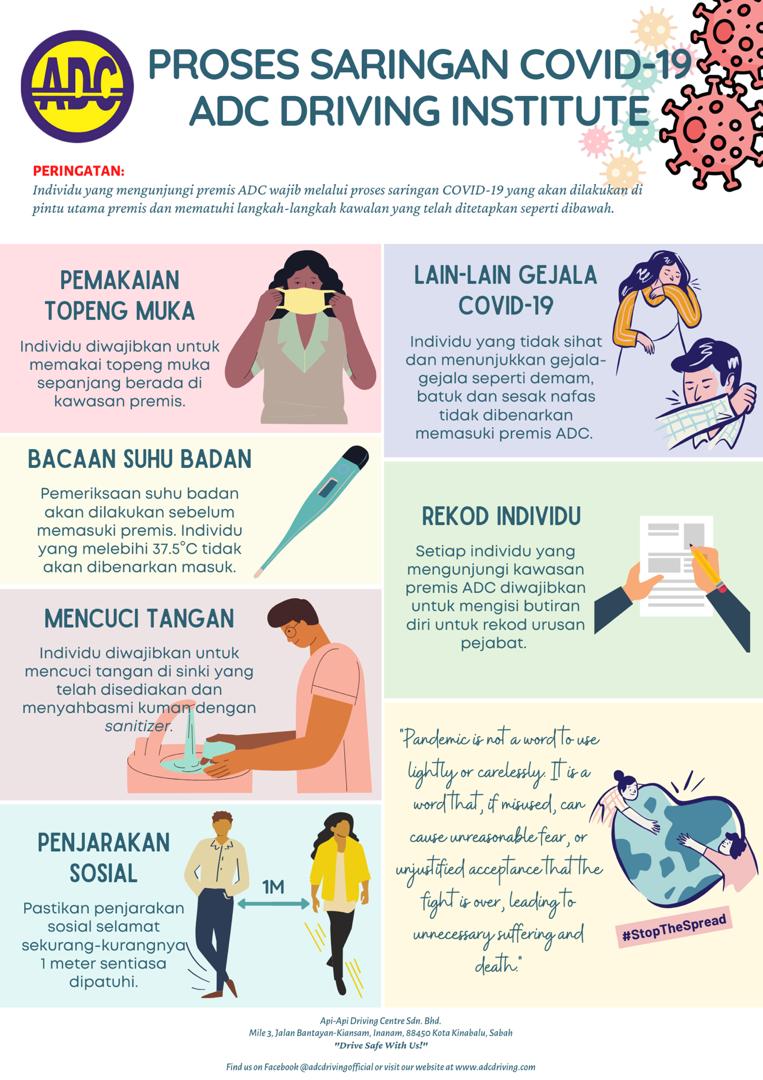 ADC
PROSES SARINGAN COVID-19
ADC DRIVING INSTITUTE
PERINGATAN:
Individu yang mengunjungi premis ADC wajib melalui proses saringan COVID-19 yang akan dilakukan di
pintu utama premis dan mematuhi langkah-langkah kawalan yang telah ditetapkan seperti dibawah.
PEMAKAIAN
TOPENG MUKA
Individu diwajibkan untuk
memakai topeng muka
sepanjang berada di
kawasan premis.
BACAAN SUHU BADAN
Pemeriksaan suhu badan
akan dilakukan sebelum
memasuki premis. Individu
yang melebihi 37.5°C tidak
akan dibenarkan masuk.
MENCUCI TANGAN
Individu diwajibkan untuk
mencuci tangan di sinki yang
telah disediakan dan
menyahbasmi kuman dengan
sanitizer.
PENJARAKAN
SOSIAL
Pastikan penjarakan
sosial selamat
sekurang-kurangnya
1 meter sentiasa
dipatuhi.
1M
LAIN-LAIN GEJALA
COVID-19
Individu yang tidak sihat
dan menunjukkan gejala-
gejala seperti demam,
batuk dan sesak nafas
tidak dibenarkan
memasuki premis ADC.
REKOD INDIVIDU
Setiap individu yang
mengunjungi kawasan
premis ADC diwajibkan
untuk mengisi butiran
diri untuk rekod urusan
pejabat.
"Pandemic is not a word to use
lightly or carelessly. It is a
word that, if misused, can
cause unreasonable fear, or
unjustified acceptance that the
fight is over, leading to
unnecessary suffering and
death."
#StopTheSpread
Api-Api Driving Centre Sdn. Bhd.
Mile 3, Jalan Bantayan-Kiansam, Inanam, 88450 Kota Kinabalu, Sabah
"Drive Safe With Us!"
Find us on Facebook @adcdrivingofficial or visit our website at www.adcdriving.com